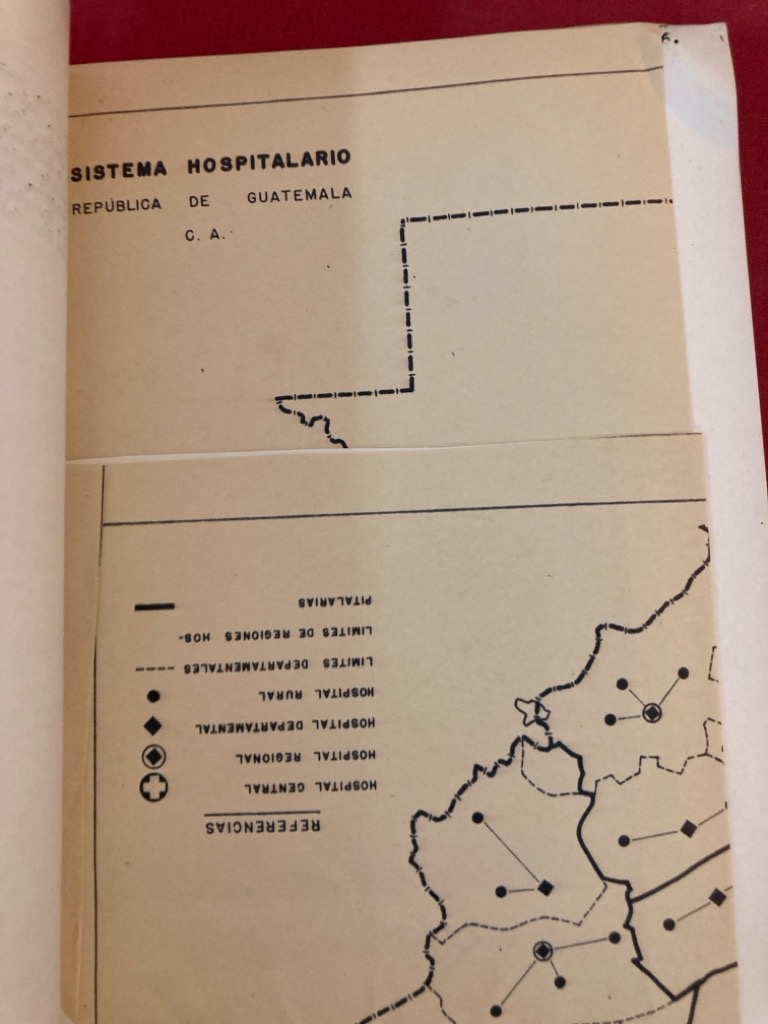 6.
SISTEMA HOSPITALARIO
REPÚBLICA DE GUATEMALA
C. A.
REFERENCIAS
HOSPITAL CENTRAL
HOSPITAL REGIONAL
HOSPITAL DEPARTAMENTAL
HOSPITAL RURAL
LIMITES DEPARTAMENTALES
LIMITES DE REGIONES HOS-
PITALARIAS